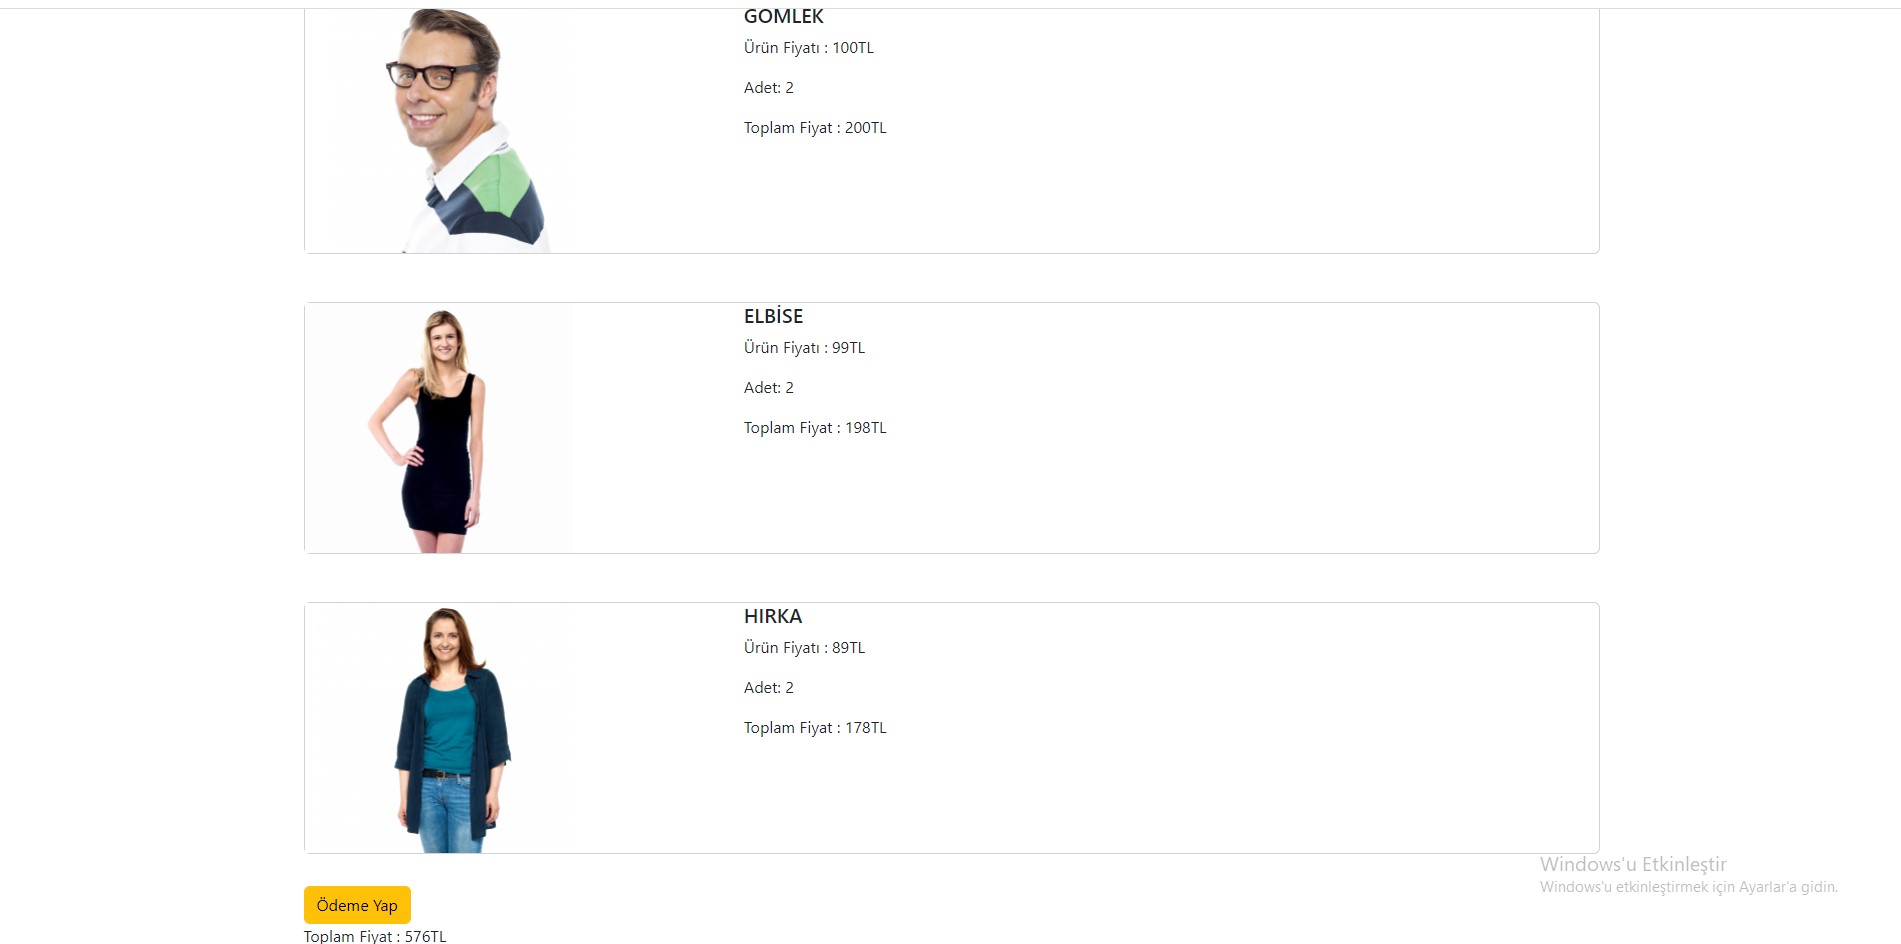 GÖMLEK
Ürün Fiyatı : 100TL
Adet: 2
Toplam Fiyat : 200TL
ELBİSE
Ürün Fiyatı : 99TL
Adet: 2
Toplam Fiyat : 198TL
HIRKA
Ürün Fiyatı : 89TL
Adet: 2
Toplam Fiyat : 178TL
Windows'u Etkinleştir
Windows'u etkinleştirmek için Ayarlar'a gidin.
Ödeme Yap
Toplam Fiyat : 576TL